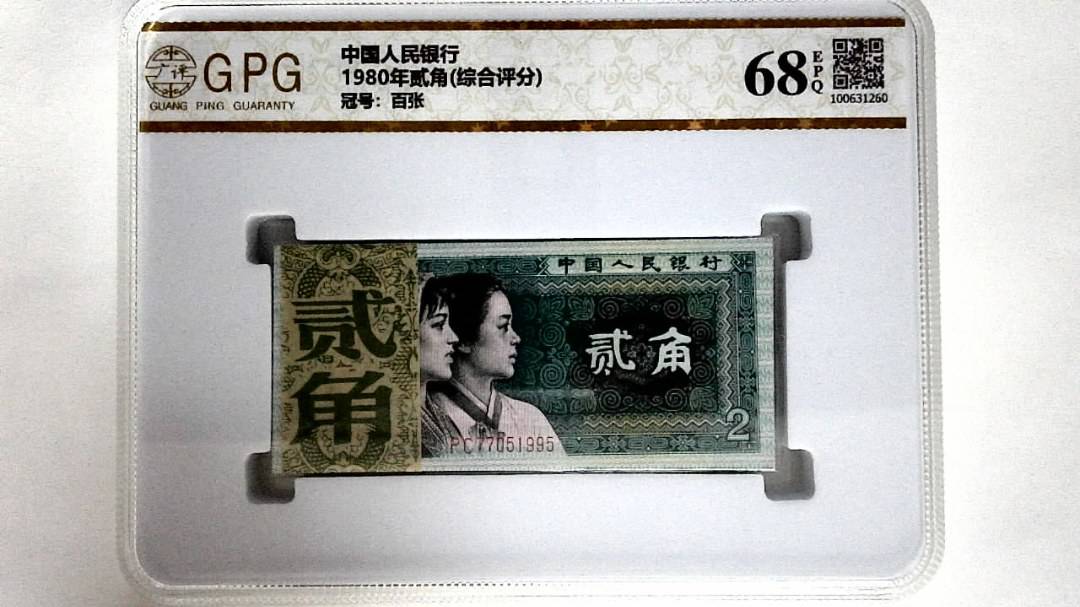 广评
GPG
GUANG PING GUARANTY
中国人民银行
1980年贰角(综合评分)
冠号：百张
68
EPQ
100631260
贰角
中国人民银行
贰角
PC77051995
2